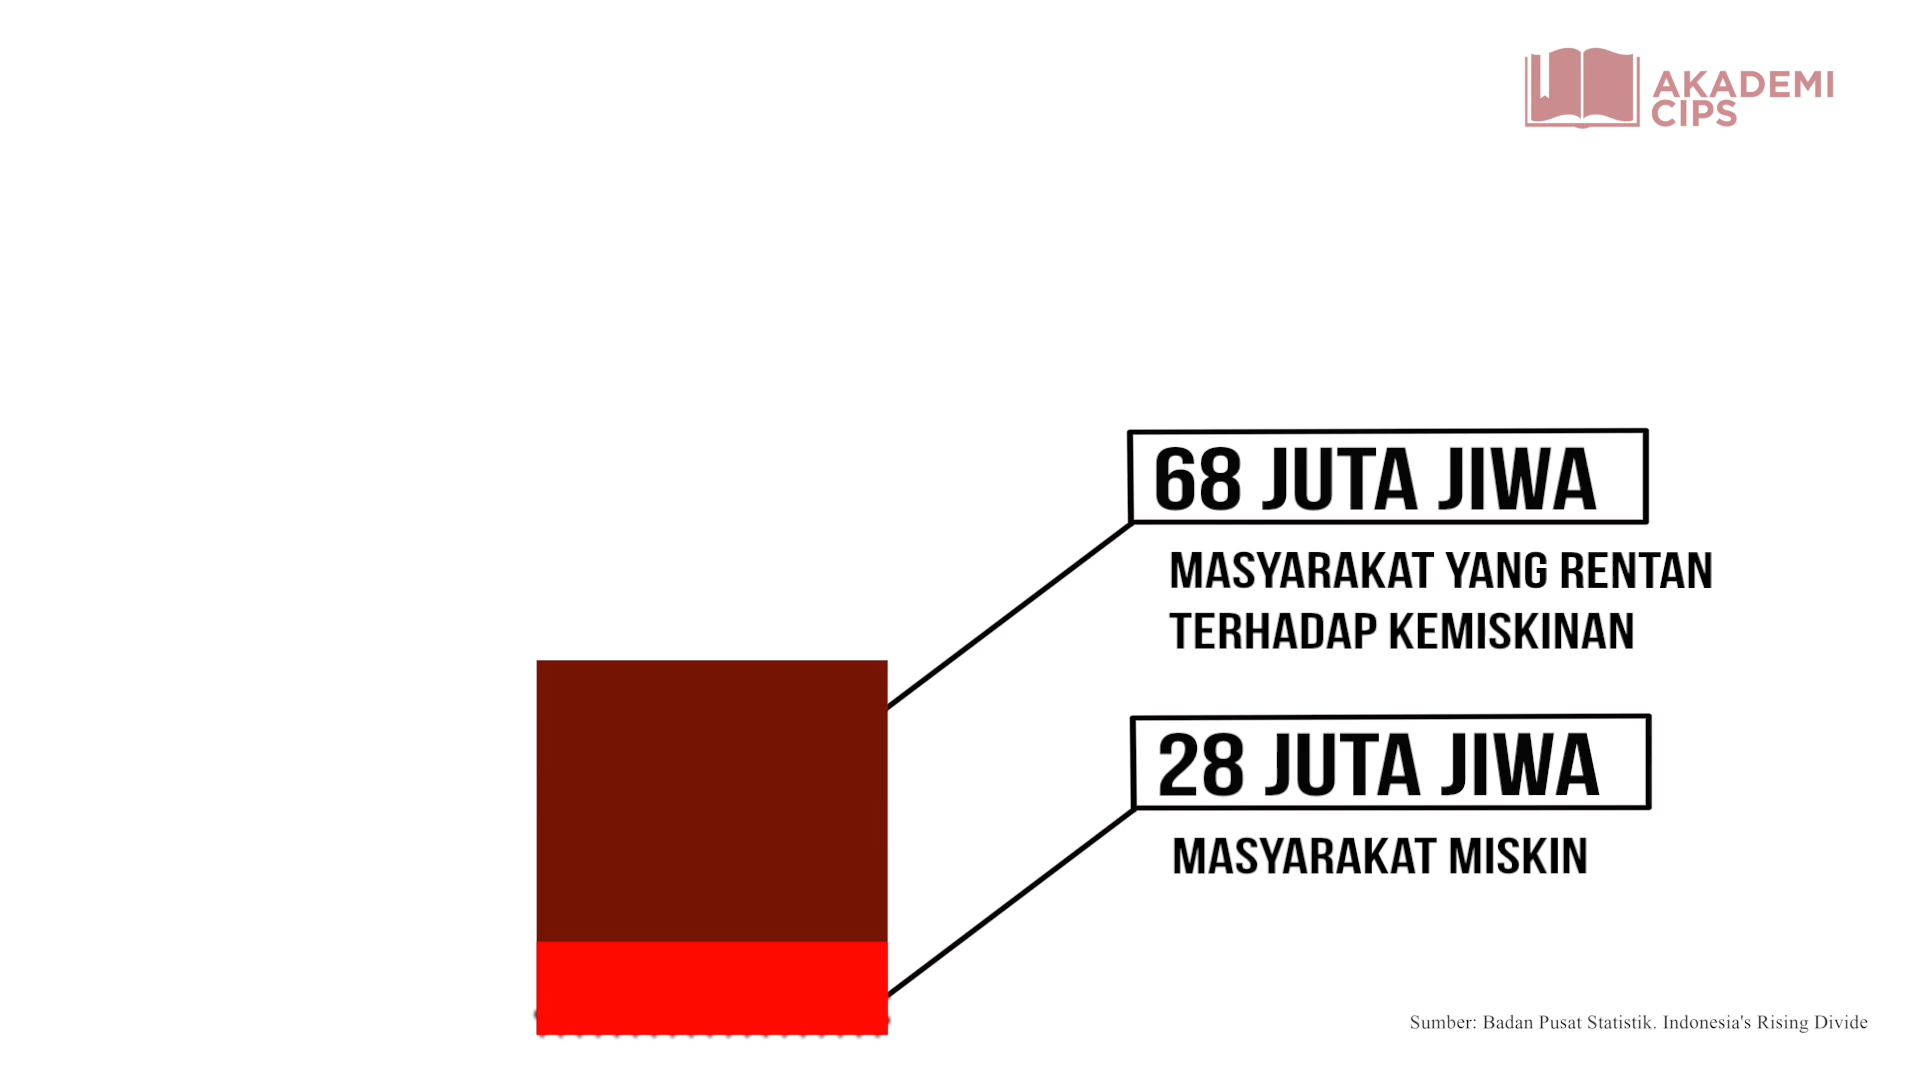 AKADEMI
CIPS
68 JUTA JIWA
MASYARAKAT YANG RENTAN
TERHADAP KEMISKINAN
28 JUTA JIWA
MASYARAKAT MISKIN
Sumber: Badan Pusat Statistik. Indonesia's Rising Divide